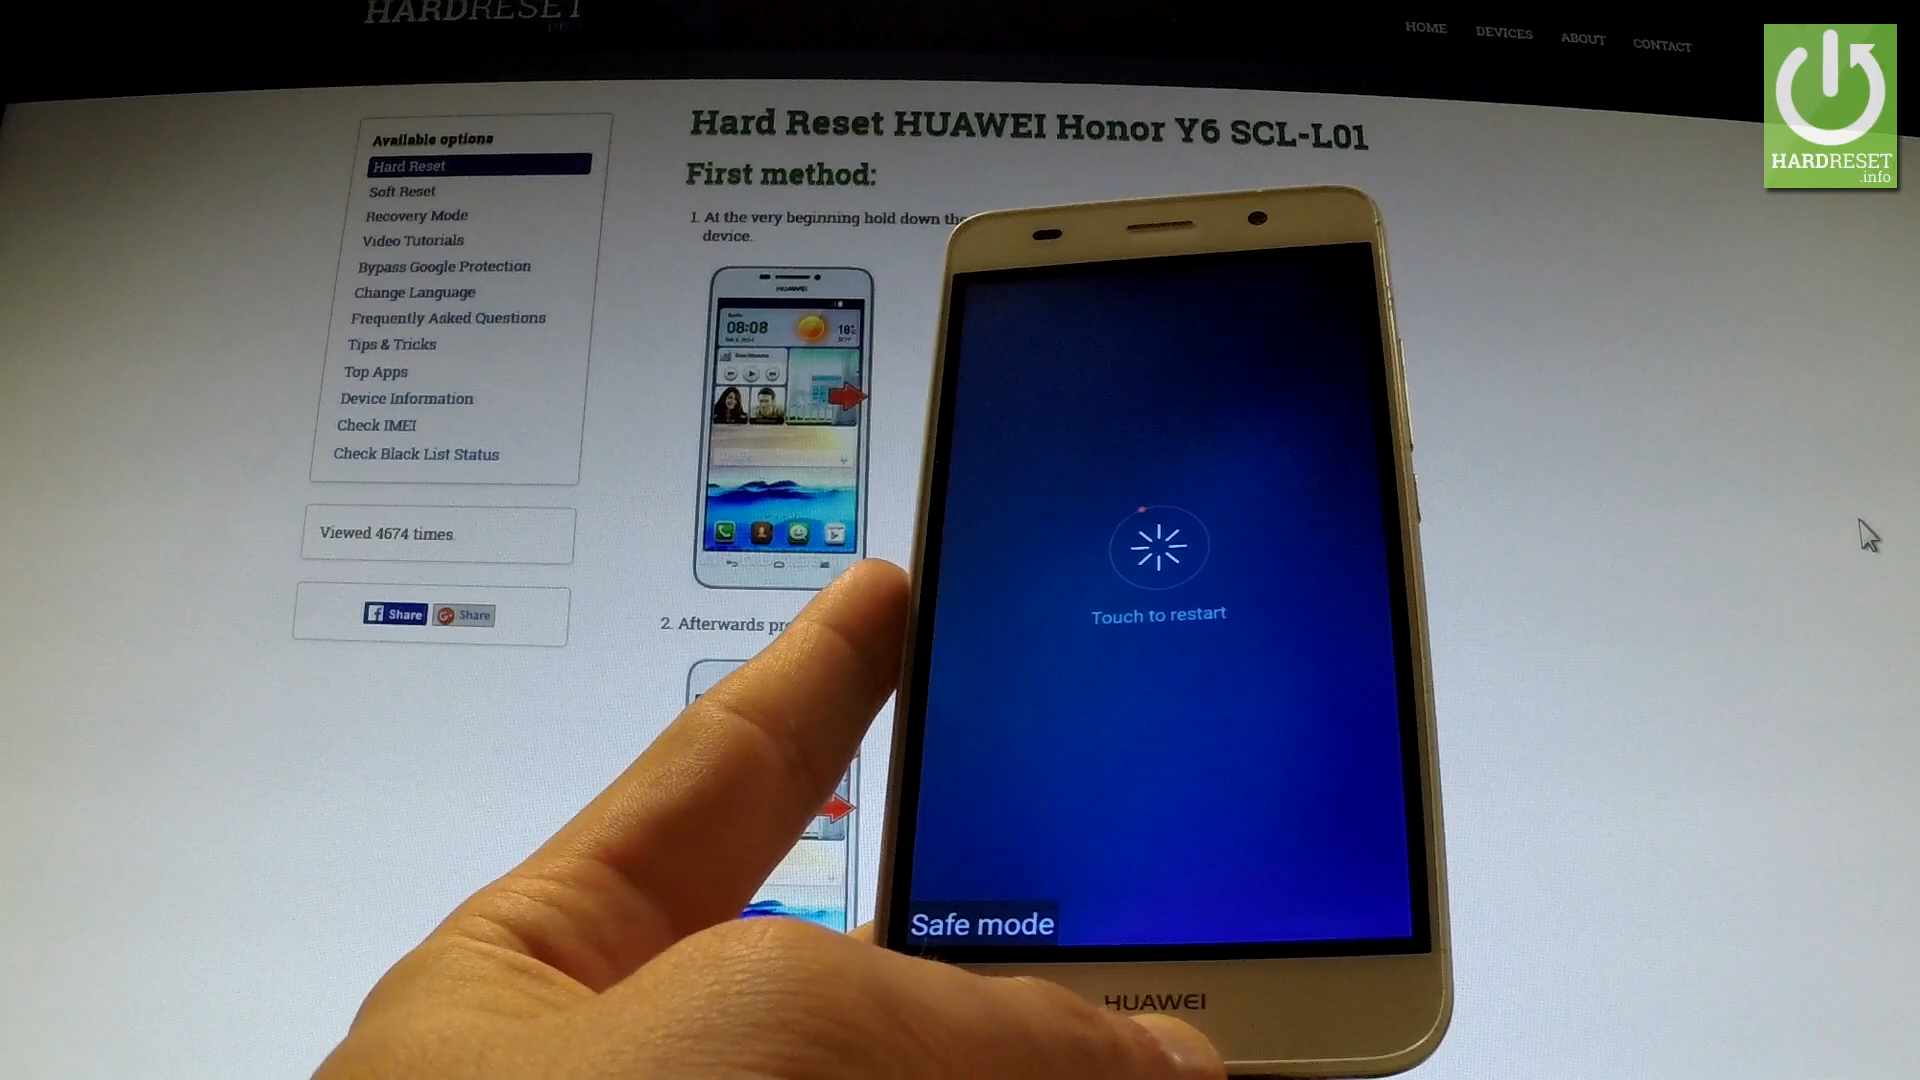 HARDRESET
HOME DEVICES ABOUT CONTACT
HARDRESET
.info
Hard Reset HUAWEI Honor Y6 SCL-L01
First method:
1. At the very beginning hold down the
device.
Available options
Hard Reset
Soft Reset
Recovery Mode
Video Tutorials
Bypass Google Protection
Change Language
Frequently Asked Questions
Tips & Tricks
Top Apps
Device Information
Check IMEI
Check Black List Status
Viewed 4674 times
Share Share
HUAWEI
08:08
18°
2. Afterwards
Touch to restart
Safe mode
HUAWEI